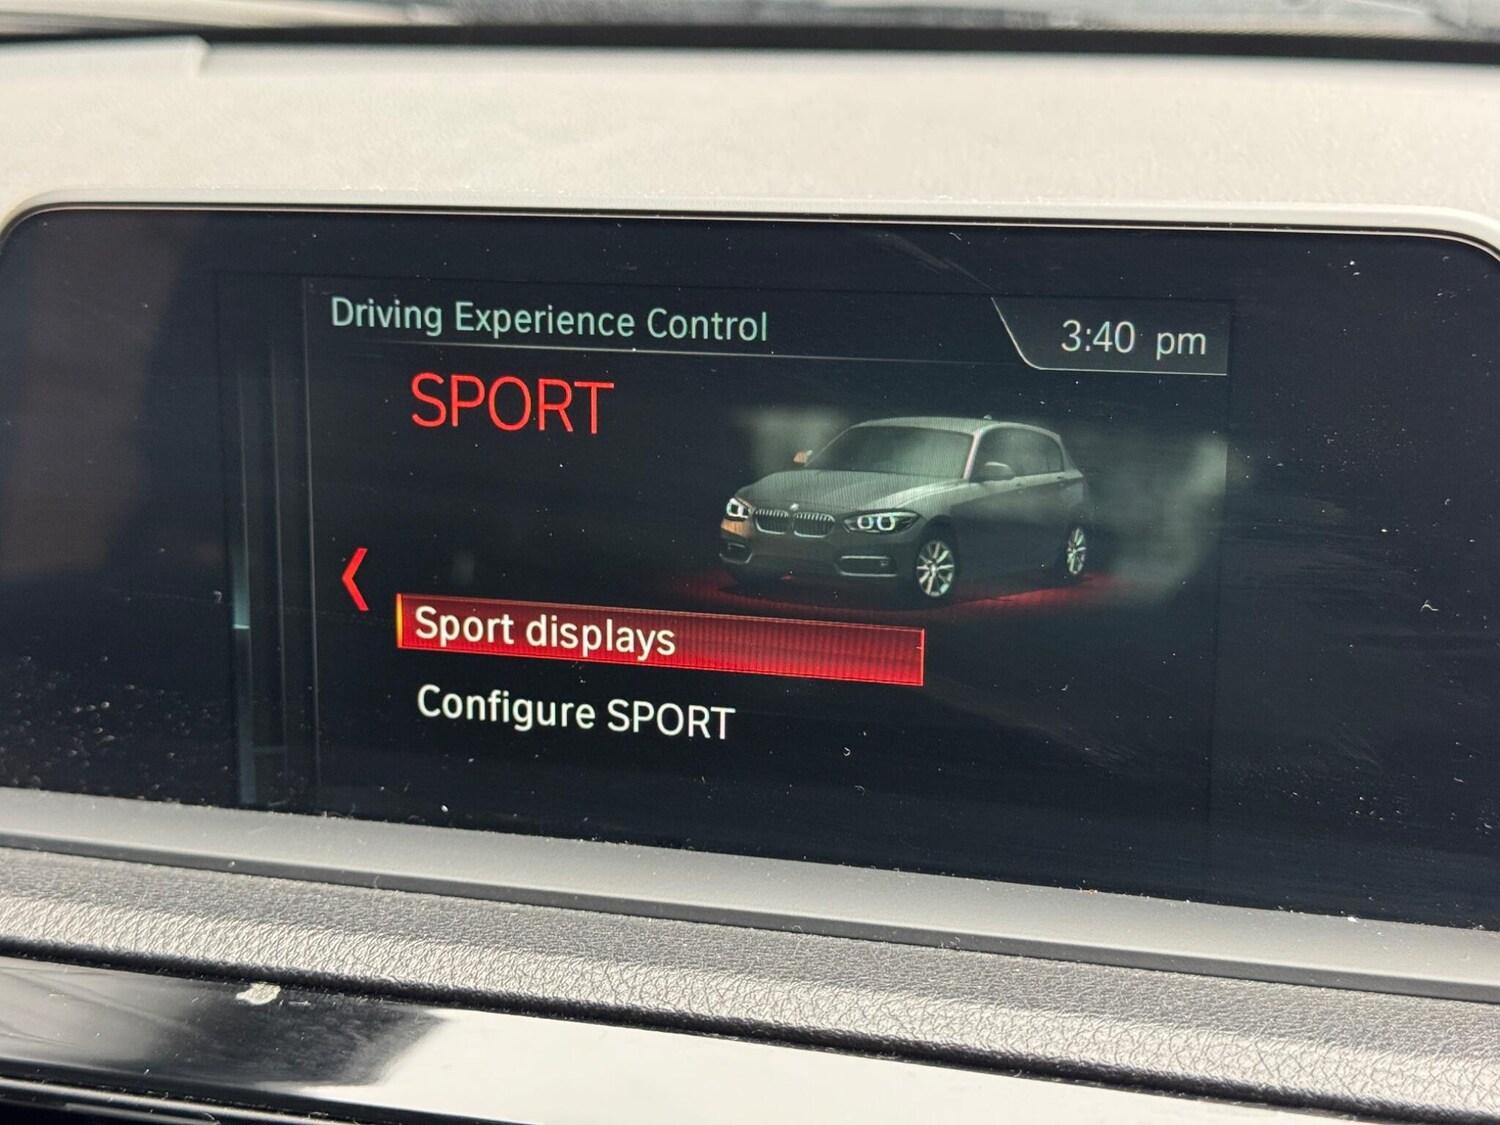 Driving Experience Control
3:40 pm
SPORT
Sport displays
Configure SPORT